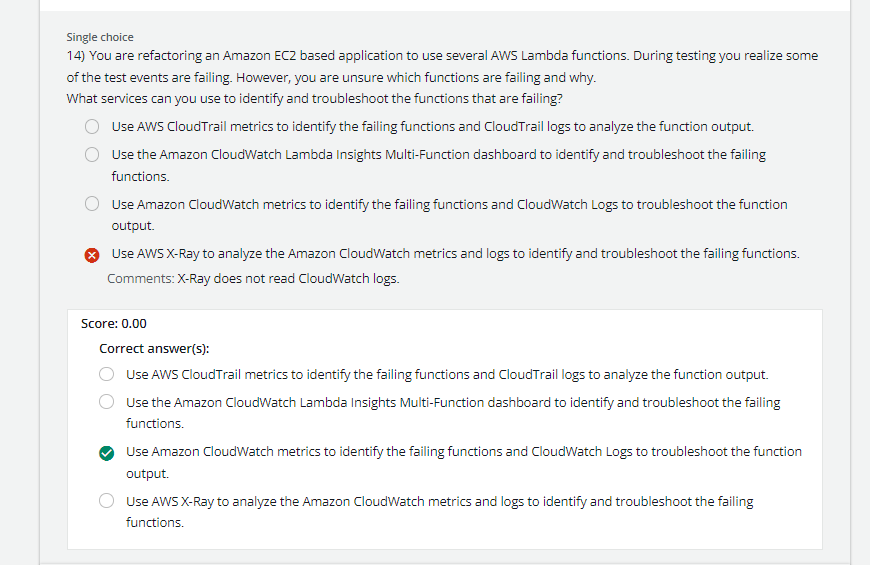 Single choice
14) You are refactoring an Amazon EC2 based application to use several AWS Lambda functions. During testing you realize some
of the test events are failing. However, you are unsure which functions are failing and why.
What services can you use to identify and troubleshoot the functions that are failing?
Use AWS CloudTrail metrics to identify the failing functions and CloudTrail logs to analyze the function output.
Use the Amazon CloudWatch Lambda Insights Multi-Function dashboard to identify and troubleshoot the failing
functions.
Use Amazon CloudWatch metrics to identify the failing functions and CloudWatch Logs to troubleshoot the function
output.
Use AWS X-Ray to analyze the Amazon CloudWatch metrics and logs to identify and troubleshoot the failing functions.
Comments: X-Ray does not read CloudWatch logs.
Score: 0.00
Correct answer(s):
Use AWS CloudTrail metrics to identify the failing functions and CloudTrail logs to analyze the function output.
Use the Amazon CloudWatch Lambda Insights Multi-Function dashboard to identify and troubleshoot the failing
functions.
Use Amazon CloudWatch metrics to identify the failing functions and CloudWatch Logs to troubleshoot the function
output.
Use AWS X-Ray to analyze the Amazon CloudWatch metrics and logs to identify and troubleshoot the failing
functions.